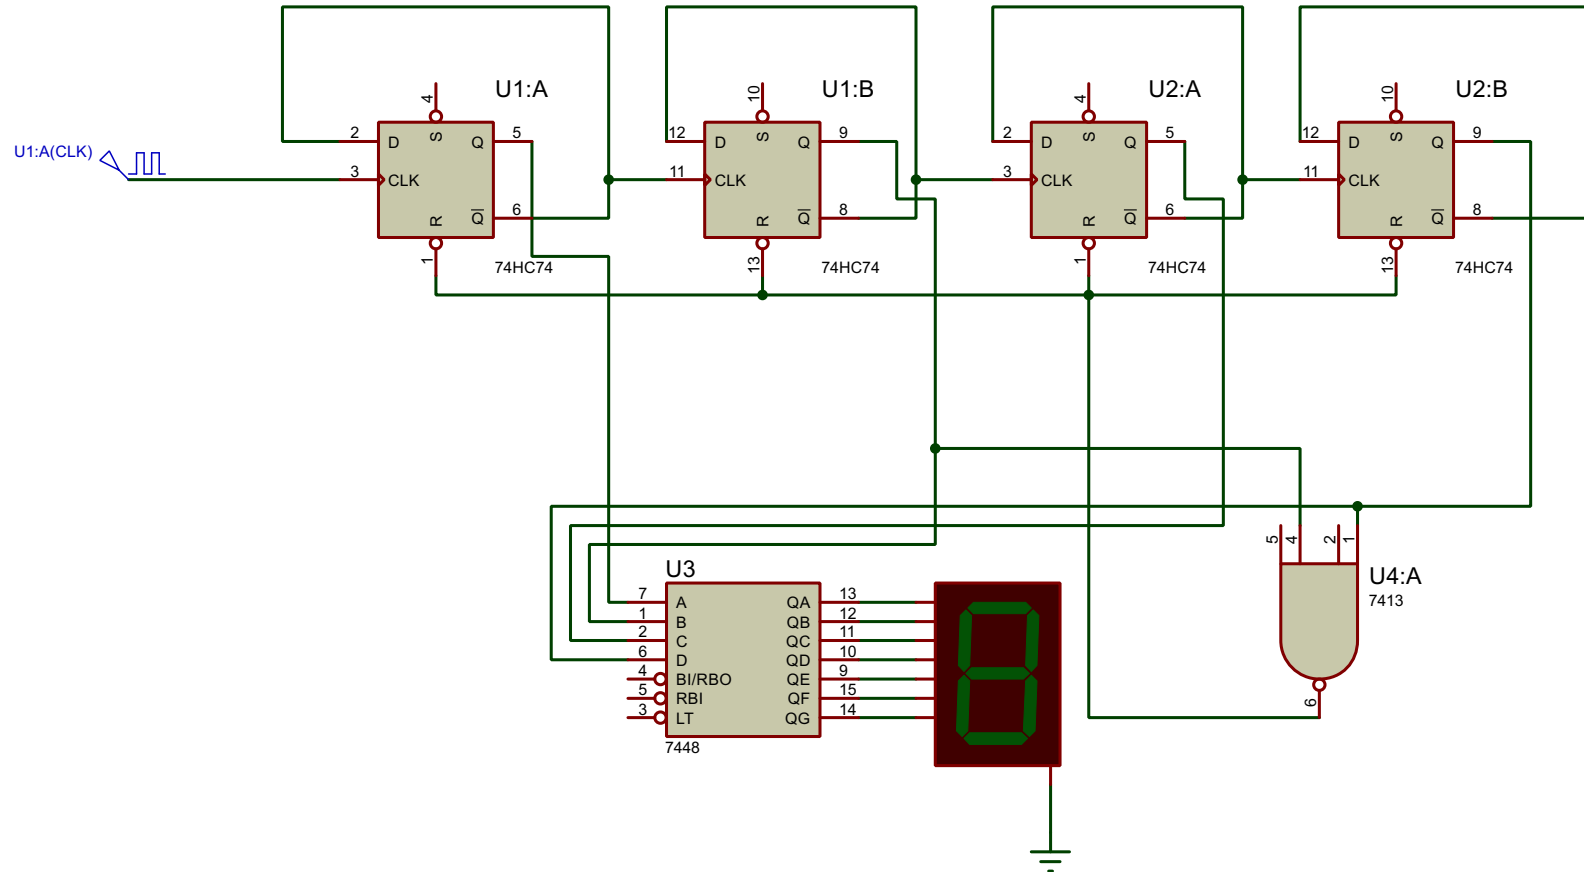 U1:A
U1:B
U2:A
U2:B
4
10
4
10
2
D
S
Q
5
12
D
S
Q
9
2
D
S
Q
5
12
D
S
Q
9
U1:A(CLK)
3
CLK
11
CLK
3
CLK
11
CLK
R
Q
6
R
Q
8
R
Q
6
R
Q
8
1
74HC74
13
74HC74
1
74HC74
13
74HC74
5
4
2
1
U3
U4:A
7413
7
A
QA
13
1
B
QB
12
2
C
QC
11
6
D
QD
10
4
BI/RBO
QE
9
5
RBI
QF
15
3
LT
QG
14
6
7448